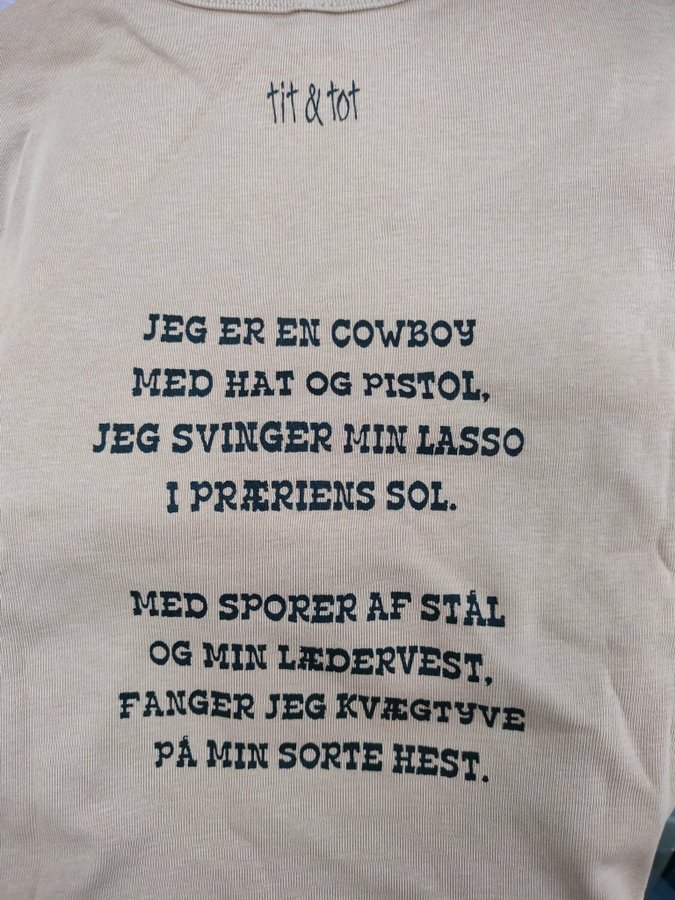 tit & tot
JEG ER EN COWBOY
MED HAT OG PISTOL,
JEG SVINGER MIN LASSO
I PRÆRIENS SOL.
MED SPORER AF STÅL
OG MIN LÆDERVEST,
FANGER JEG KVÆGTYVE
PÅ MIN SORTE HEST.